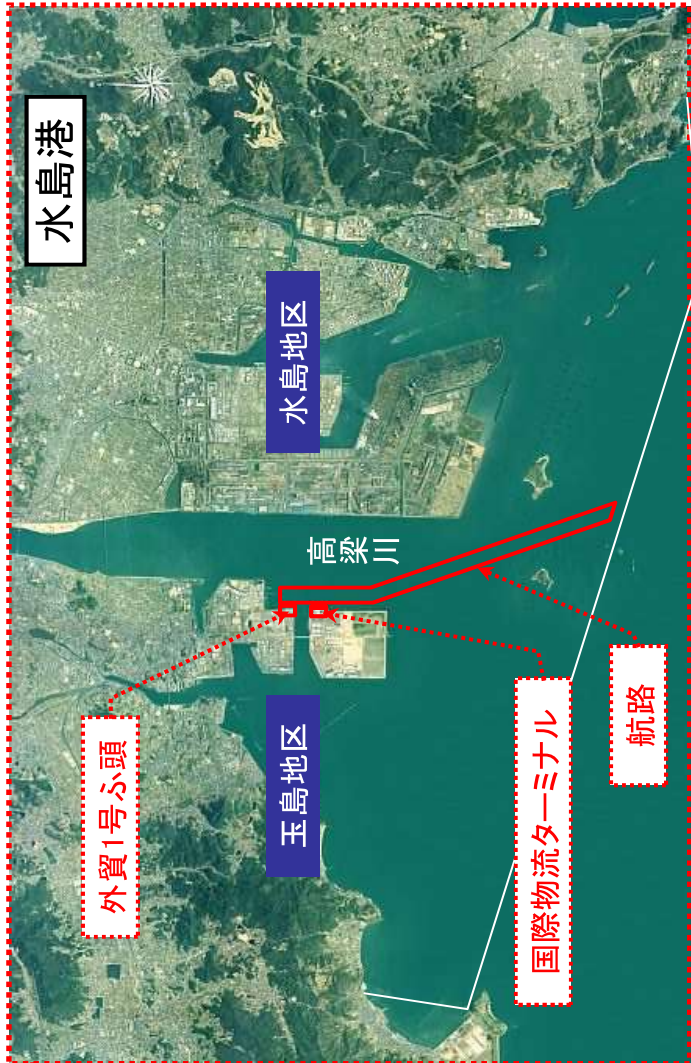 水島港
水島地区
高梁川
玉島地区
外貿1号ふ頭
国際物流ターミナル
航路